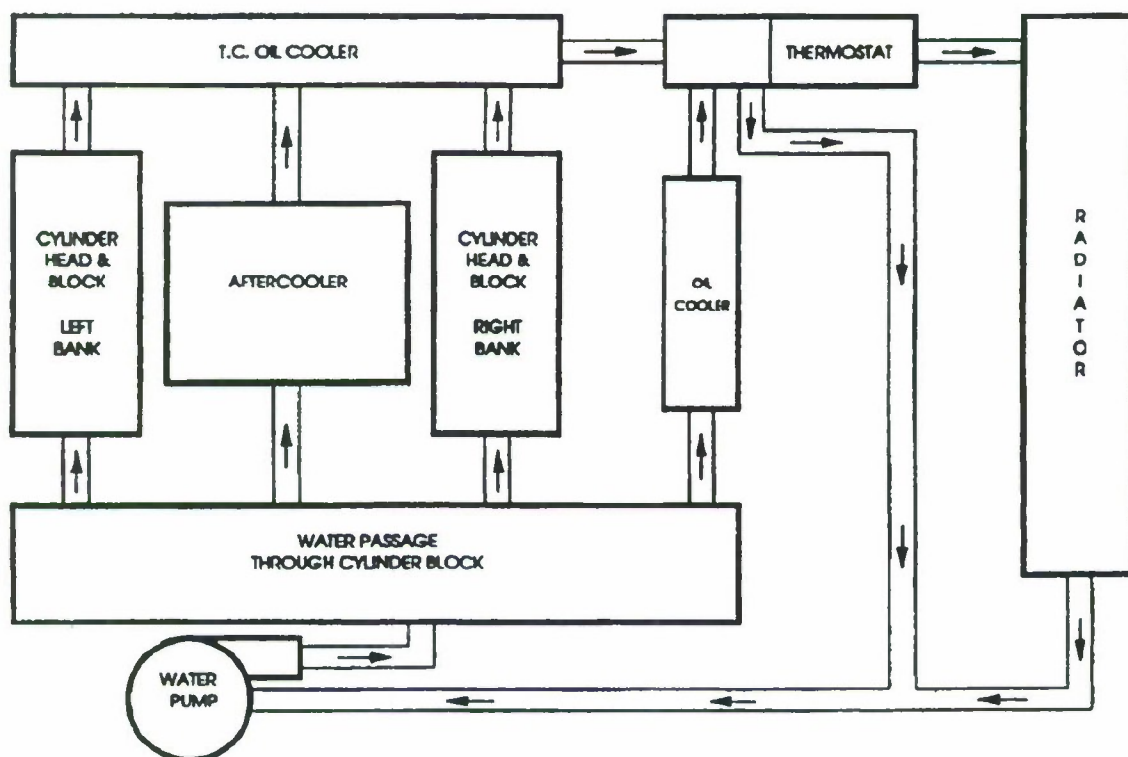 T.C. OIL COOLER
THERMOSTAT
CYLINDER
HEAD &
BLOCK
LEFT
BANK
AFTERCOOLER
CYLINDER
HEAD &
BLOCK
RIGHT
BANK
OIL
COOLER
RADIATOR
WATER PASSAGE
THROUGH CYLINDER BLOCK
WATER
PUMP